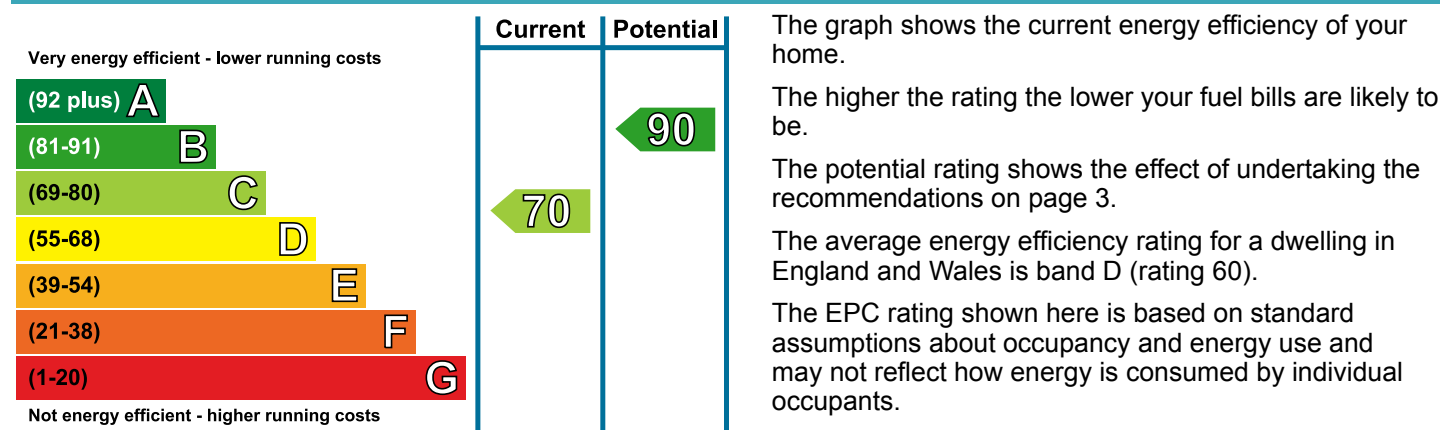 Current Potential
Very energy efficient - lower running costs
(92 plus) A
(81-91) B
90
(69-80) C
70
(55-68) D
(39-54) E
(21-38) F
(1-20) G
Not energy efficient - higher running costs
The graph shows the current energy efficiency of your
home.
The higher the rating the lower your fuel bills are likely to
be.
The potential rating shows the effect of undertaking the
recommendations on page 3.
The average energy efficiency rating for a dwelling in
England and Wales is band D (rating 60).
The EPC rating shown here is based on standard
assumptions about occupancy and energy use and
may not reflect how energy is consumed by individual
occupants.